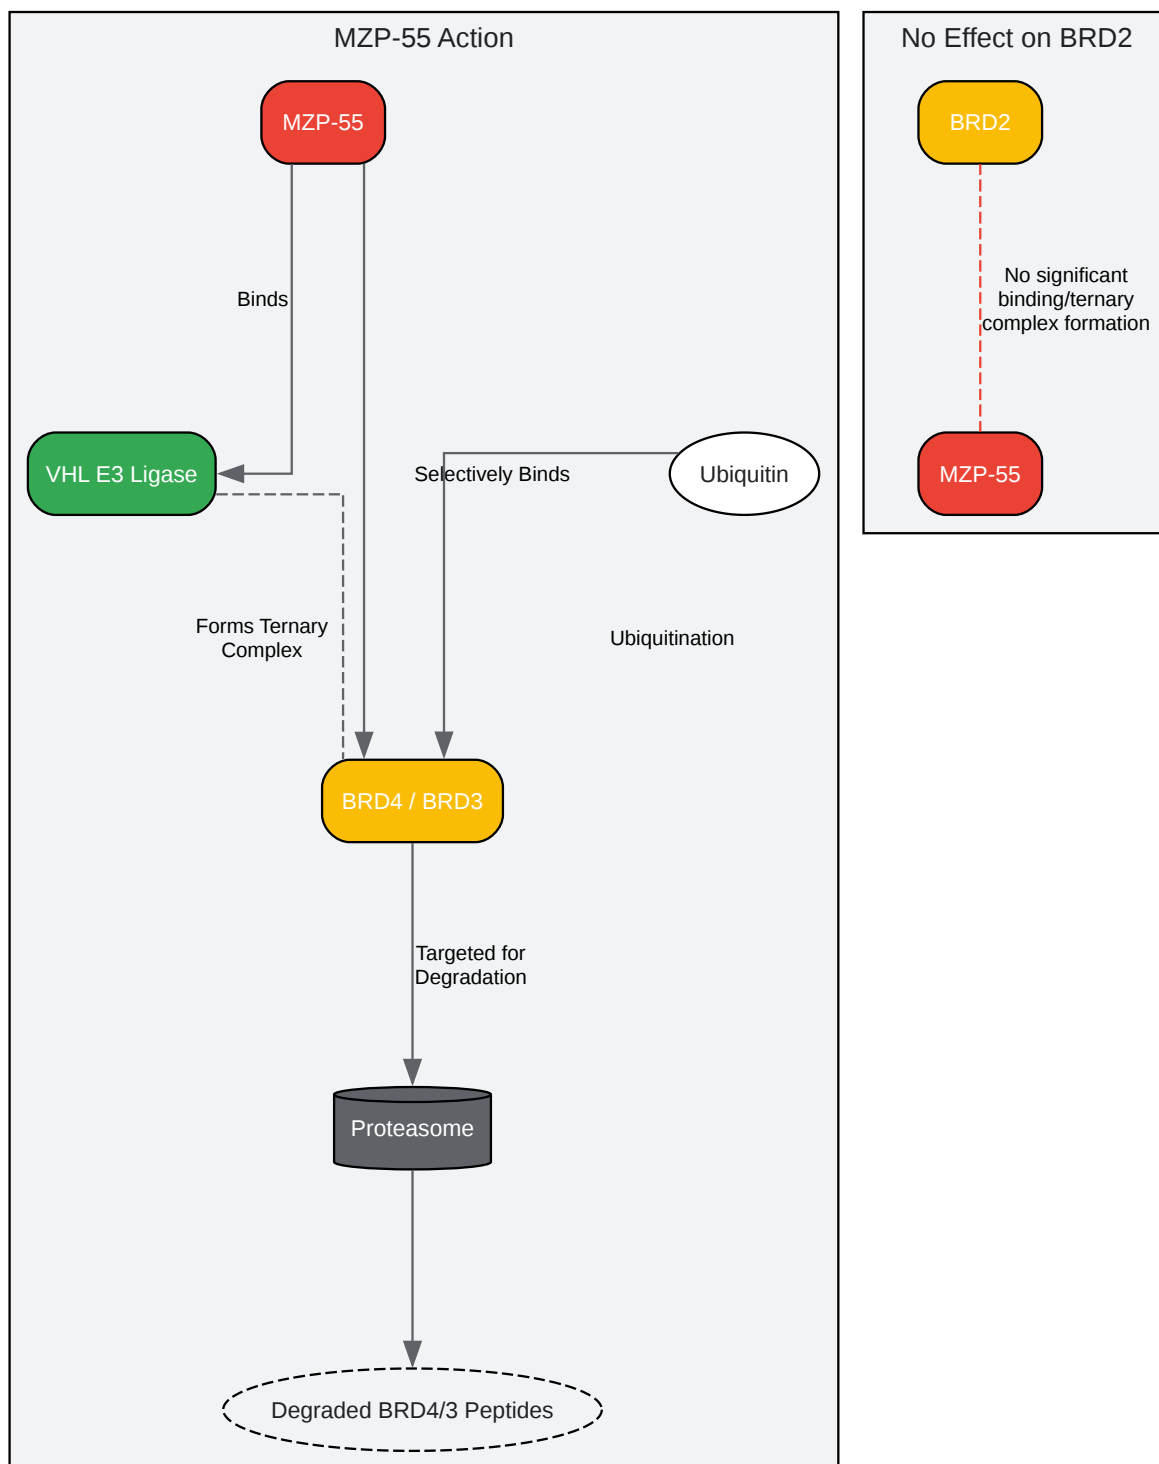 MZP-55 Action
MZP-55
Binds
VHL E3 Ligase
Selectively Binds
Ubiquitin
Forms Ternary
Complex
Ubiquitination
BRD4 / BRD3
Targeted for
Degradation
Proteasome
Degraded BRD4/3 Peptides
No Effect on BRD2
BRD2
No significant
binding/ternary
complex formation
MZP-55